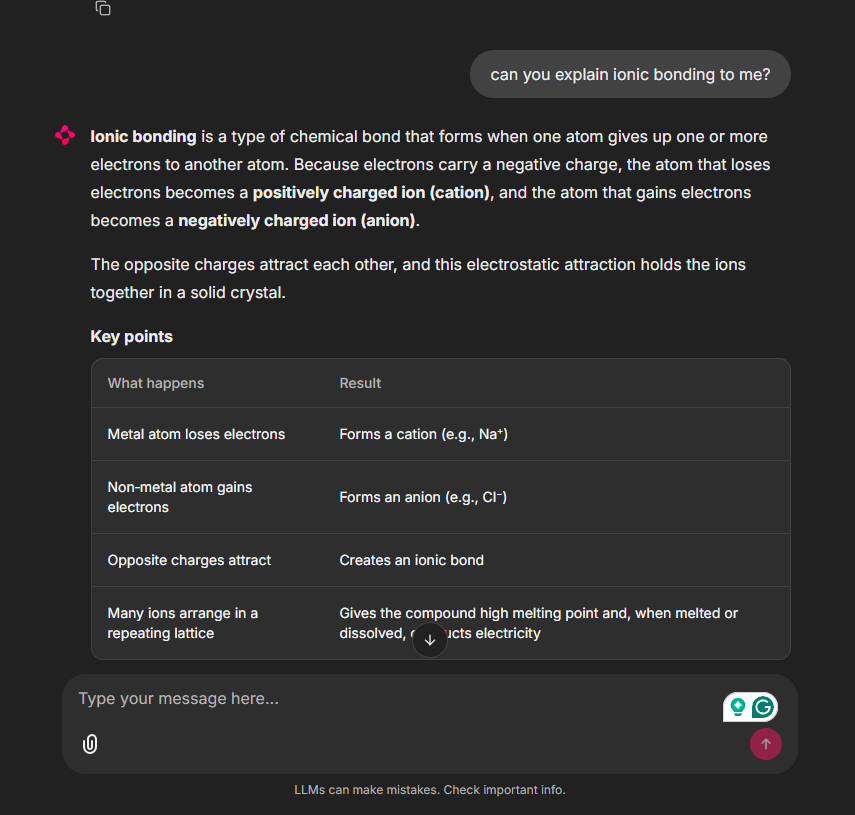 can you explain ionic bonding to me?
Ionic bonding is a type of chemical bond that forms when one atom gives up one or more
electrons to another atom. Because electrons carry a negative charge, the atom that loses
electrons becomes a positively charged ion (cation), and the atom that gains electrons
becomes a negatively charged ion (anion).
The opposite charges attract each other, and this electrostatic attraction holds the ions
together in a solid crystal.
Key points
What happens
Result
Metal atom loses electrons
Forms a cation (e.g., Na⁺)
Non-metal atom gains
electrons
Forms an anion (e.g., Cl⁻)
Opposite charges attract
Creates an ionic bond
Many ions arrange in a
repeating lattice
Gives the compound high melting point and, when melted or
dissolved, electricity
Type your message here...
LLMs can make mistakes. Check important info.